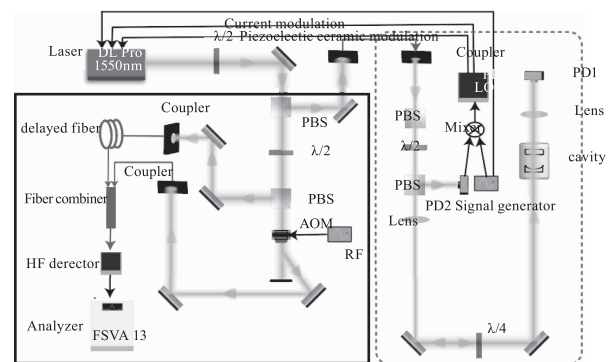 Current modulation
λ/2 Piezoclectic ceramic modulation
Laser
DL Pro
1550nm
Coupler
PD1
LO
Lens
Coupler
PBS
PBS
Mixer
delayed fiber
λ/2
λ/2
cavity
Coupler
PBS
PBS
PD2 Signal generator
Fiber combiner
Lens
AOM
RF
HF derector
λ/4
Analyzer
FSVA 13